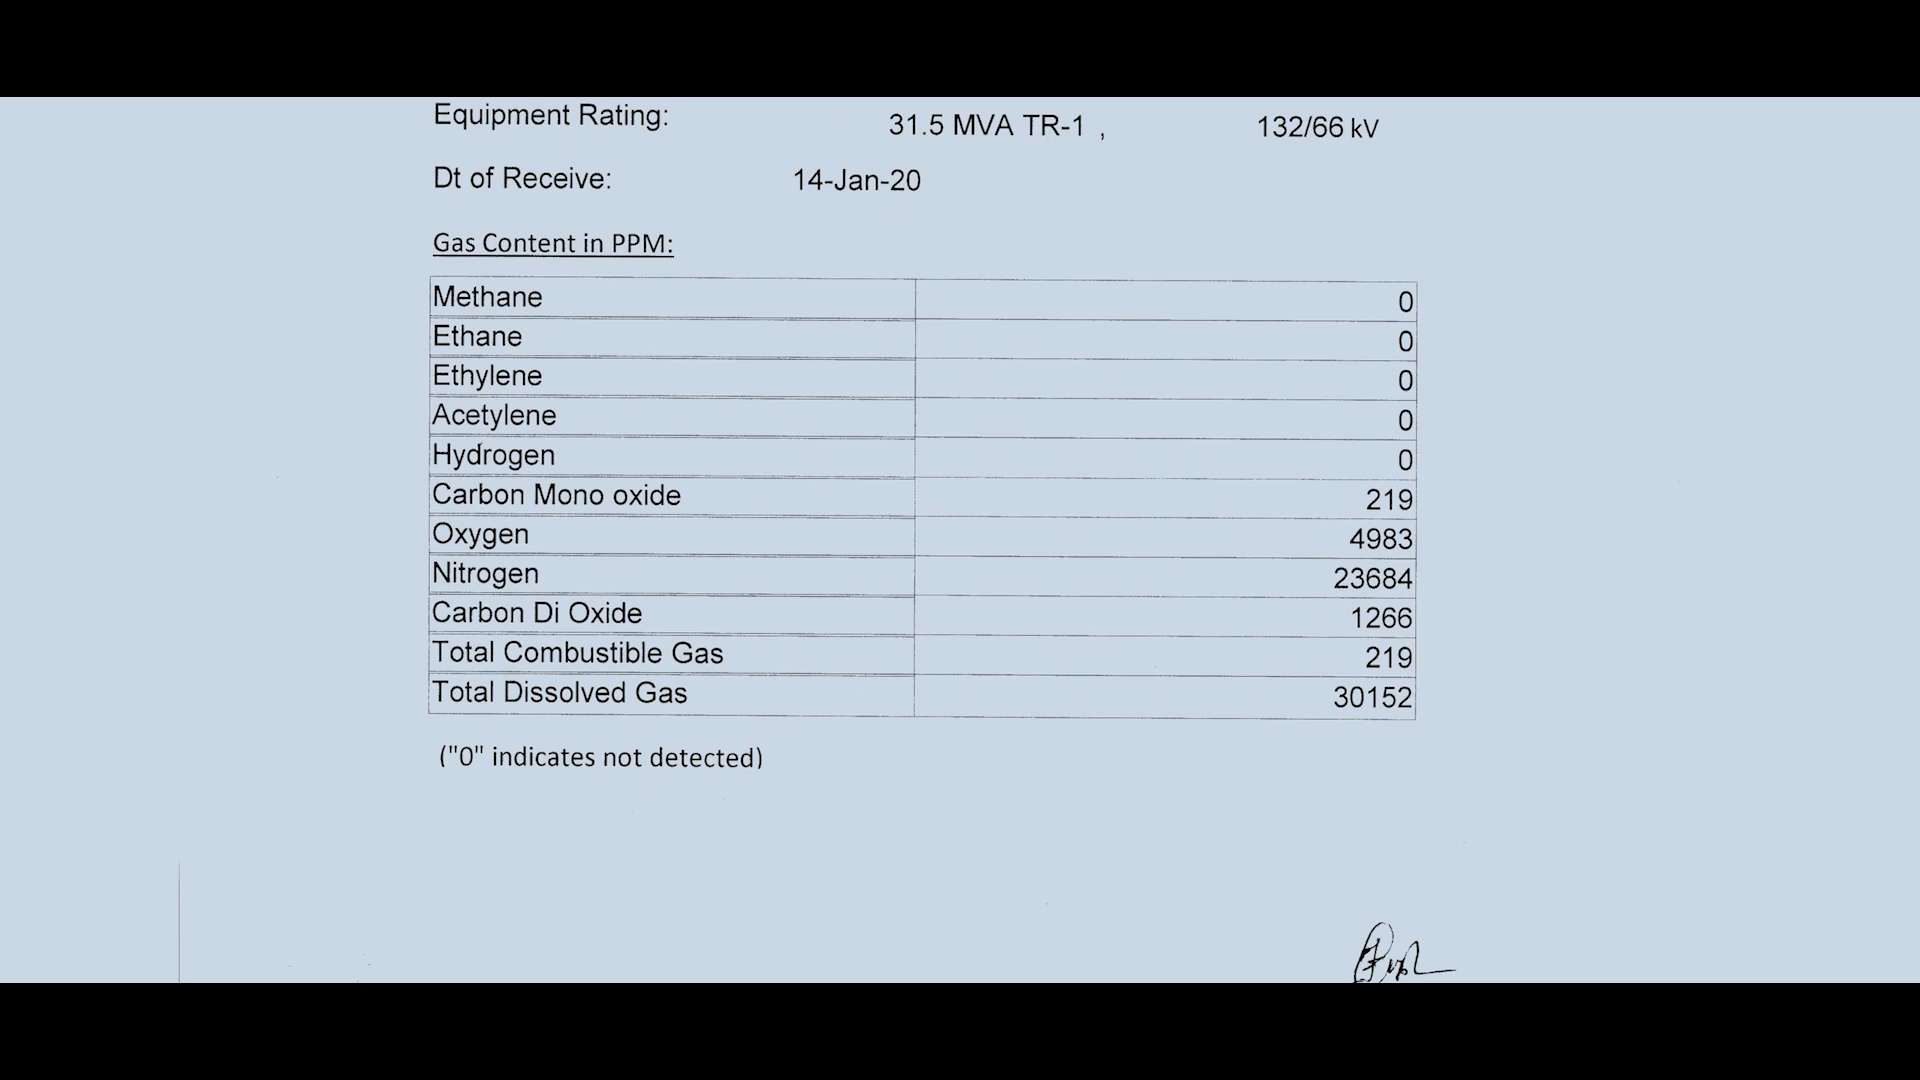 Equipment Rating: 31.5 MVA TR-1 , 132/66 kV
Dt of Receive: 14-Jan-20
Gas Content in PPM:
Methane 0
Ethane 0
Ethylene 0
Acetylene 0
Hydrogen 0
Carbon Mono oxide 219
Oxygen 4983
Nitrogen 23684
Carbon Di Oxide 1266
Total Combustible Gas 219
Total Dissolved Gas 30152
("0" indicates not detected)